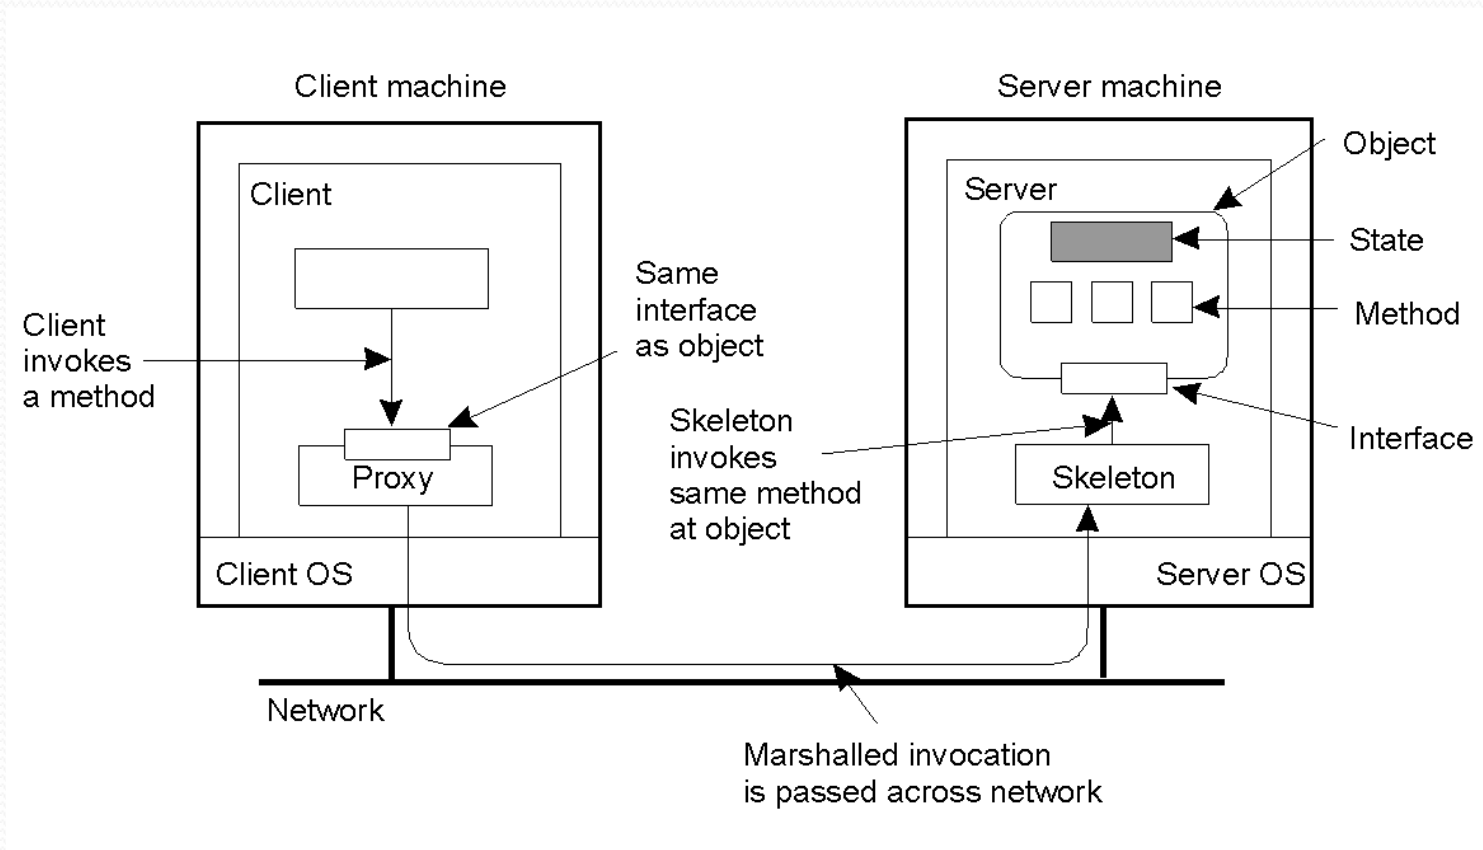 Client machine
Server machine
Client
Client
invokes
a method
Same
interface
as object
Proxy
Client OS
Server
Object
State
Method
Interface
Skeleton
invokes
same method
at object
Skeleton
Server OS
Network
Marshalled invocation
is passed across network